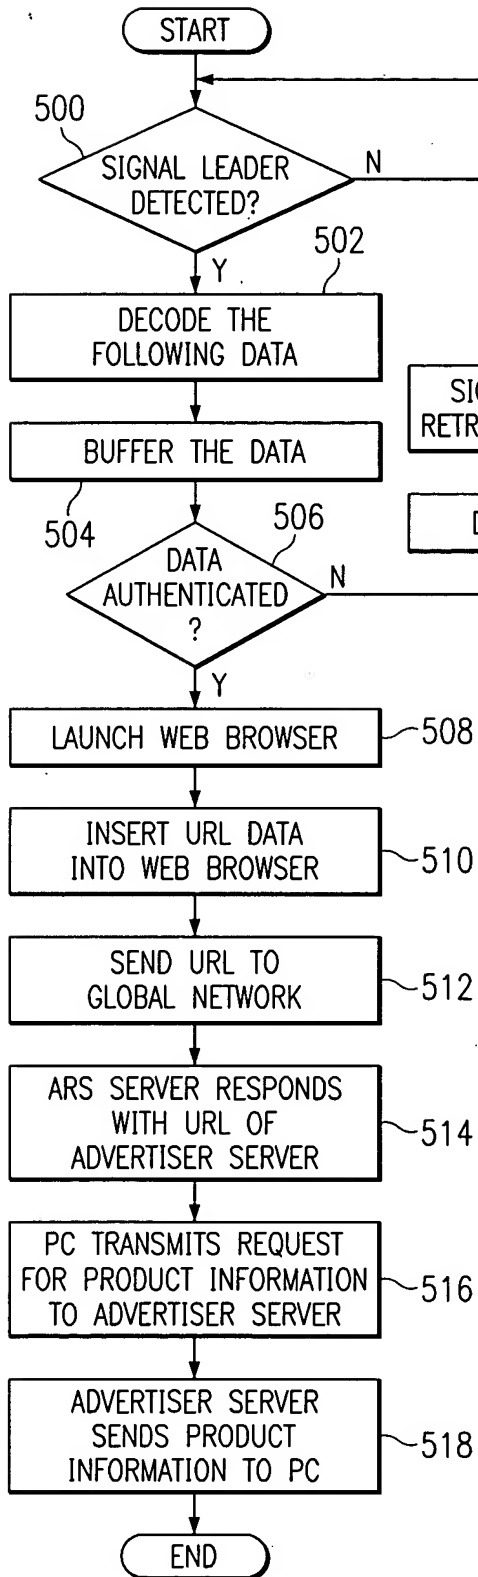 START
500
SIGNAL LEADER
DETECTED?
N
Y
502
DECODE THE
FOLLOWING DATA
BUFFER THE DATA
504
506
DATA
AUTHENTICATED
?
N
Y
LAUNCH WEB BROWSER
508
INSERT URL DATA
INTO WEB BROWSER
510
SEND URL TO
GLOBAL NETWORK
512
ARS SERVER RESPONDS
WITH URL OF
ADVERTISER SERVER
514
PC TRANSMITS REQUEST
FOR PRODUCT INFORMATION
TO ADVERTISER SERVER
516
ADVERTISER SERVER
SENDS PRODUCT
INFORMATION TO PC
518
END